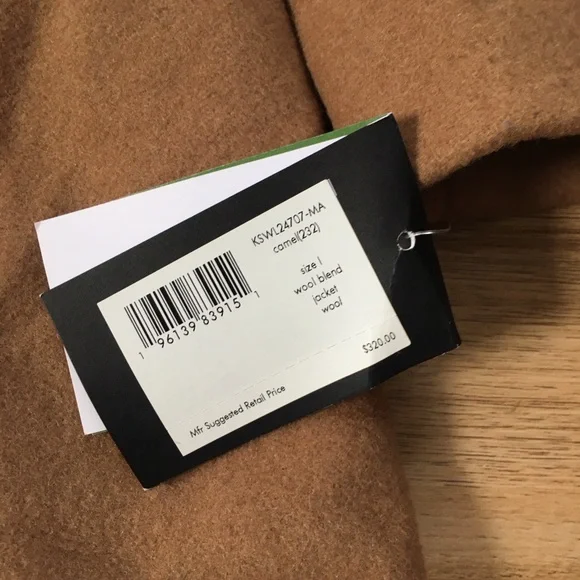 KSWL24707-MA
camel(232)
size l
wool blend
jacket
wool
1 96139 83915 1
$320.00
Mfr Suggested Retail Price